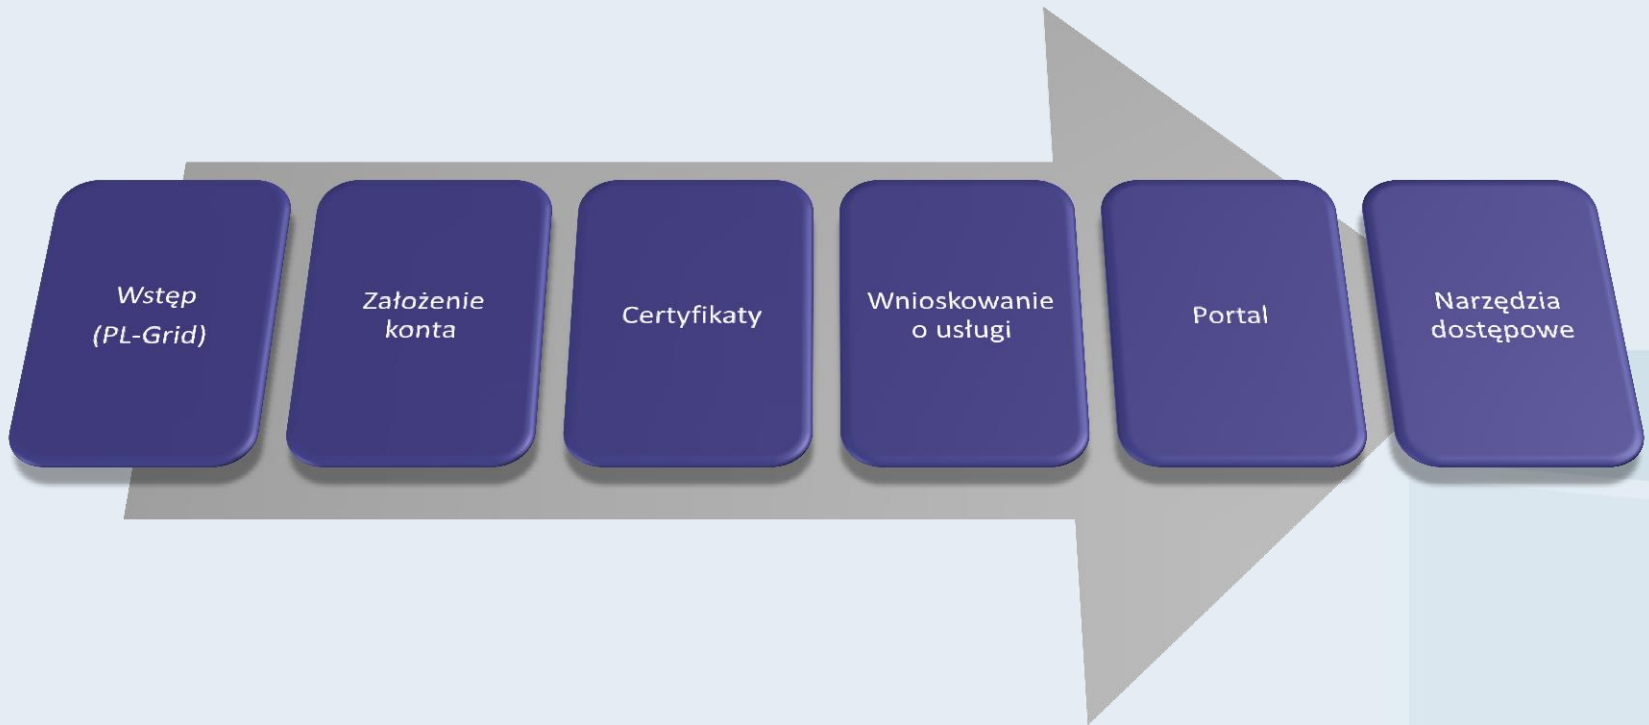 Wstęp
(PL-Grid)
Założenie
konta
Certyfikaty
Wnioskowanie
o usługi
Portal
Narzędzia
dostępowe